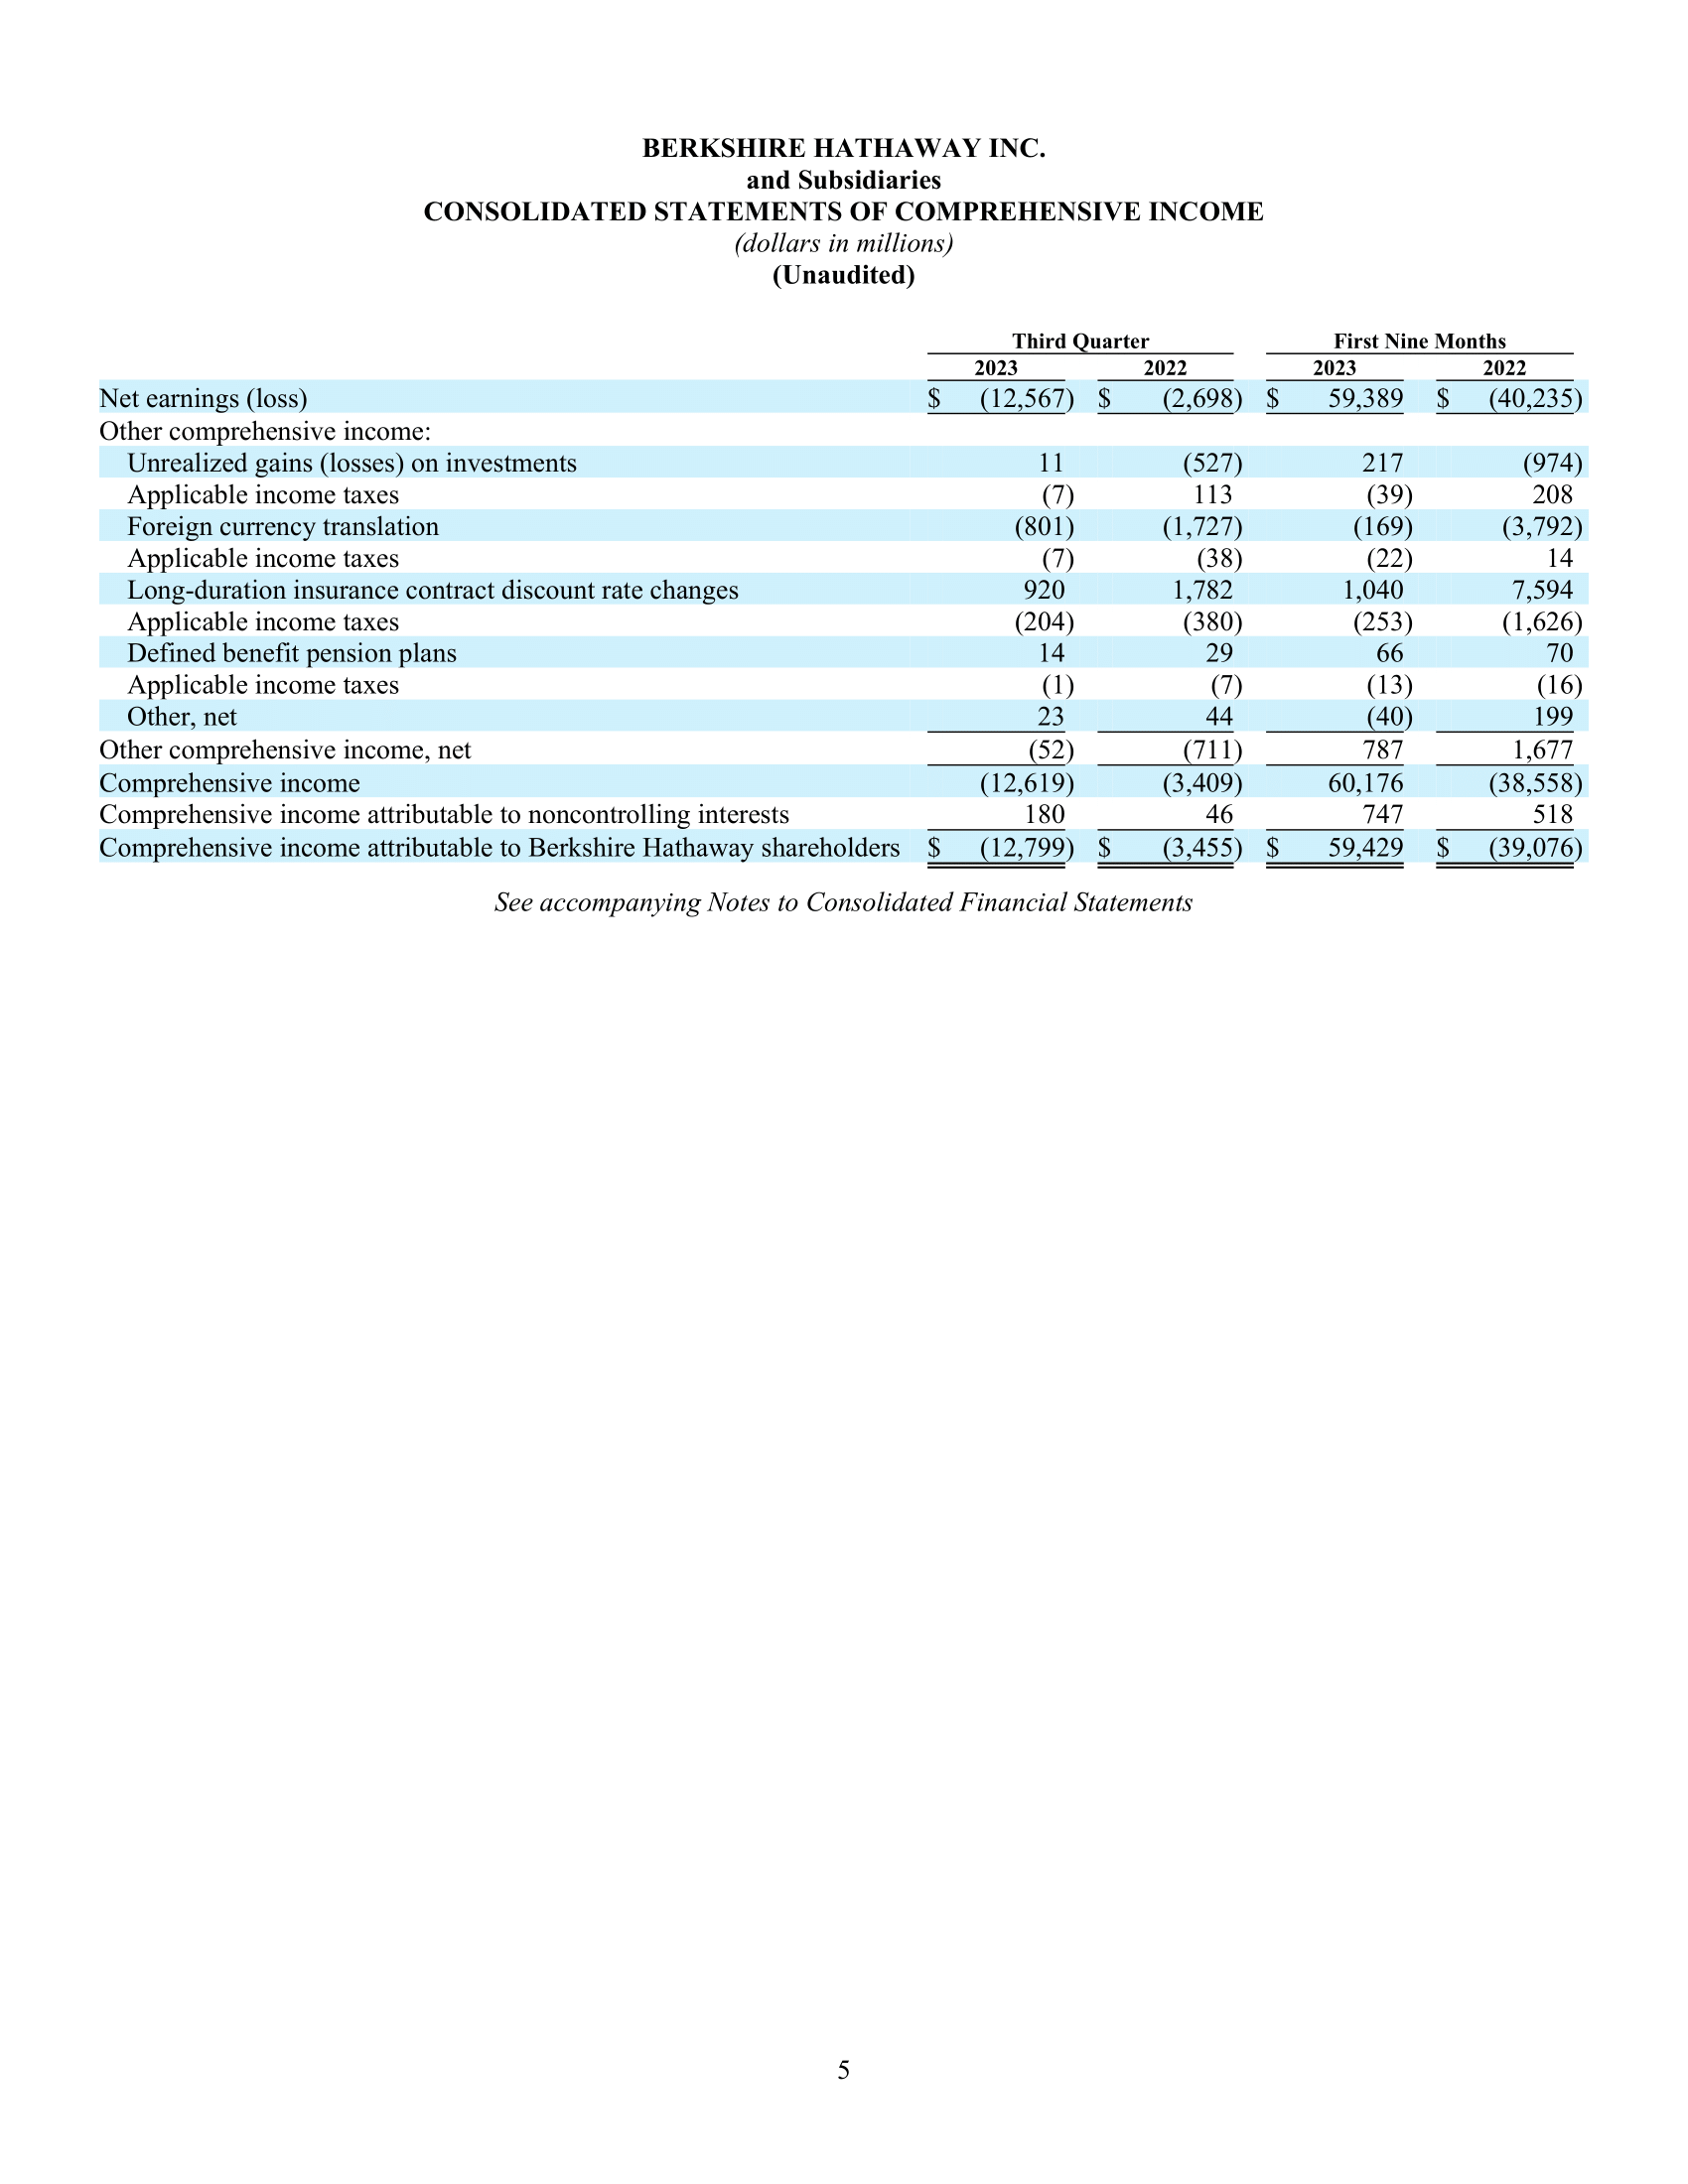 BERKSHIRE HATHAWAY INC.
and Subsidiaries
CONSOLIDATED STATEMENTS OF COMPREHENSIVE INCOME
(dollars in millions)
(Unaudited)
Third Quarter First Nine Months
2023 2022 2023 2022
Net earnings (loss) $ (12,567) $ (2,698) $ 59,389 $ (40,235)
Other comprehensive income:
Unrealized gains (losses) on investments 11 (527) 217 (974)
Applicable income taxes (7) 113 (39) 208
Foreign currency translation (801) (1,727) (169) (3,792)
Applicable income taxes (7) (38) (22) 14
Long-duration insurance contract discount rate changes 920 1,782 1,040 7,594
Applicable income taxes (204) (380) (253) (1,626)
Defined benefit pension plans 14 29 66 70
Applicable income taxes (1) (7) (13) (16)
Other, net 23 44 (40) 199
Other comprehensive income, net (52) (711) 787 1,677
Comprehensive income (12,619) (3,409) 60,176 (38,558)
Comprehensive income attributable to noncontrolling interests 180 46 747 518
Comprehensive income attributable to Berkshire Hathaway shareholders $ (12,799) $ (3,455) $ 59,429 $ (39,076)
See accompanying Notes to Consolidated Financial Statements
5